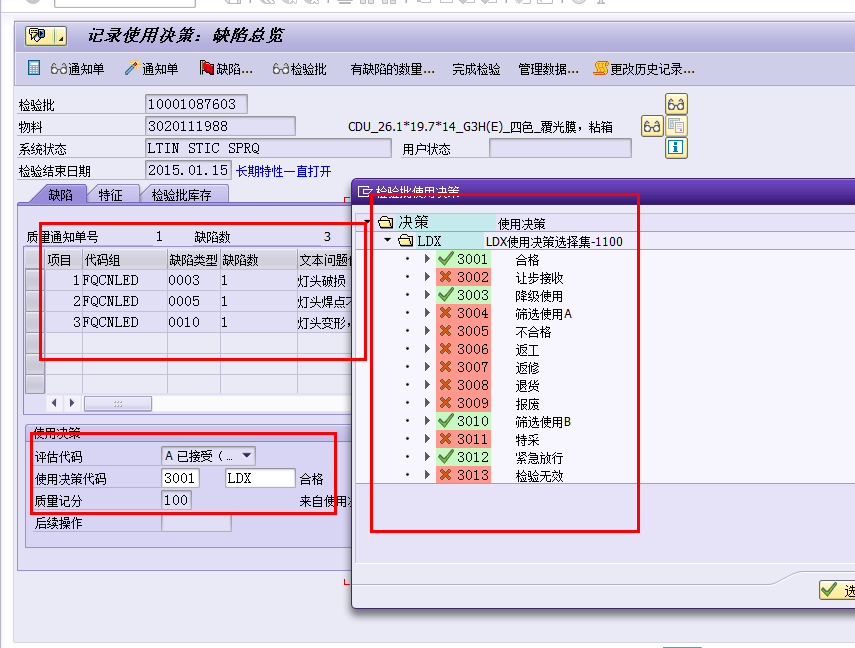 记录使用决策: 缺陷总览
通知单 通知单 缺陷... 检验批 有缺陷的数量... 完成检验 管理数据... 更改历史记录...
检验批 10001087603
物料 3020111988 CDU_26.1*19.7*14_G3H(E)_四色_覆光膜，粘箱
系统状态 LTIN STIC SPRQ 用户状态
检验结束日期 2015.01.15 长期特性一直打开
缺陷 特征 检验批库存
质量通知单号 1 缺陷数 3
项目 代码组 缺陷类型 缺陷数 文本问题
1 FQCNLED 0003 1 灯头破损
2 FQCNLED 0005 1 灯头焊点
3 FQCNLED 0010 1 灯头变形，
使用决策
评估代码 A 已接受 (...
使用决策代码 3001 LDX 合格
质量记分 100 来自使用
后续操作
检验批使用决策
决策 使用决策
LDX LDX使用决策选择集-1100
3001 合格
3002 让步接收
3003 降级使用
3004 筛选使用A
3005 不合格
3006 返工
3007 返修
3008 退货
3009 报废
3010 筛选使用B
3011 特采
3012 紧急放行
3013 检验无效
选